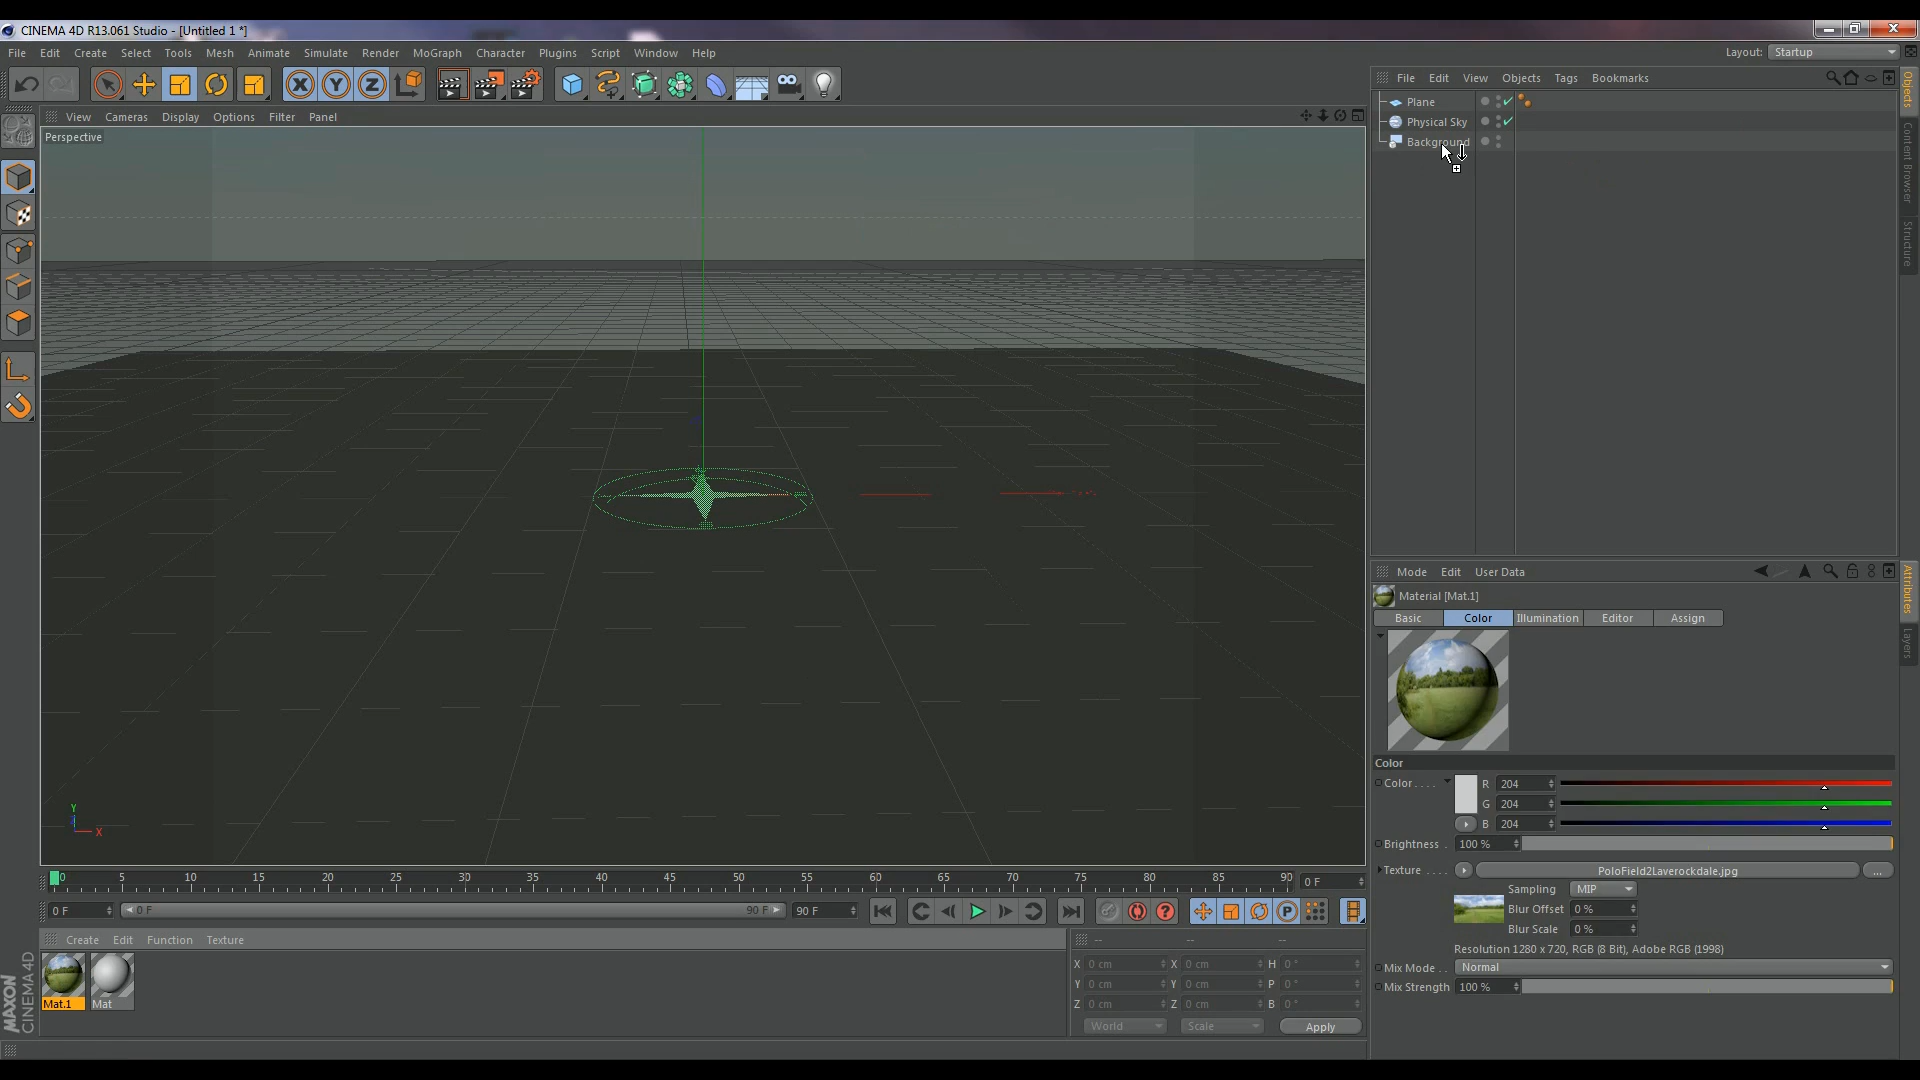 CINEMA 4D R13.061 Studio - [Untitled 1 *]
File Edit Create Select Tools Mesh Animate Simulate Render MoGraph Character Plugins Script Window Help
Layout: Startup
File Edit View Objects Tags Bookmarks
View Cameras Display Options Filter Panel
Perspective
Plane
Physical Sky
Background
Objects
Content Browser
Structure
Mode Edit User Data
Material [Mat.1]
Basic Color Illumination Editor Assign
Attributes
Layers
Color
Color . . . . R 204
G 204
B 204
Brightness . 100 %
Texture . . . . PoloField2Laverockdale.jpg ...
Sampling MIP
Blur Offset 0 %
Blur Scale 0 %
Resolution 1280 x 720, RGB (8 Bit), Adobe RGB (1998)
Mix Mode . . Normal
Mix Strength 100 %
Y
X
0 5 10 15 20 25 30 35 40 45 50 55 60 65 70 75 80 85 90 0 F
0 F 0 F 90 F 90 F
Create Edit Function Texture
Mat.1 Mat
-- -- --
X 0 cm X 0 cm H 0 °
Y 0 cm Y 0 cm P 0 °
Z 0 cm Z 0 cm B 0 °
World Scale Apply
MAXON
CINEMA 4D